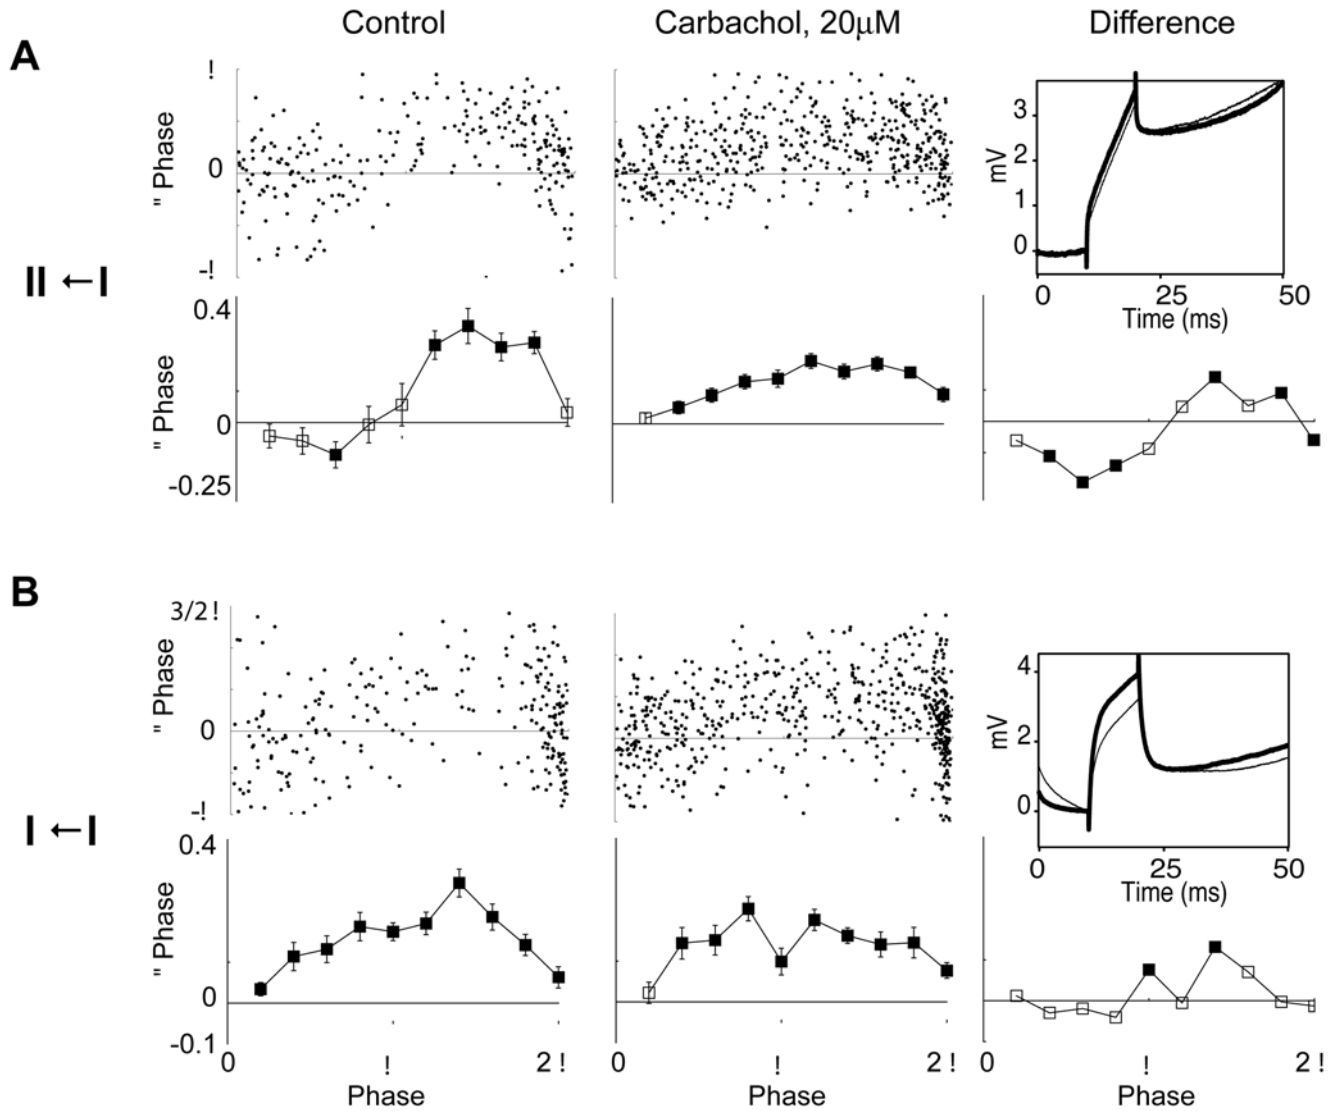 Control Carbachol, 20μM Difference
A
!
" Phase
0
-!
3
2
1
0
mV
0 25 50
Time (ms)
II ←I
0.4
" Phase
0
-0.25
B
3/2!
" Phase
0
-!
4
2
0
mV
0 25 50
Time (ms)
I ←I
0.4
" Phase
0
-0.1
0 ! 2! 0 ! 2! 0 ! 2!
Phase Phase Phase